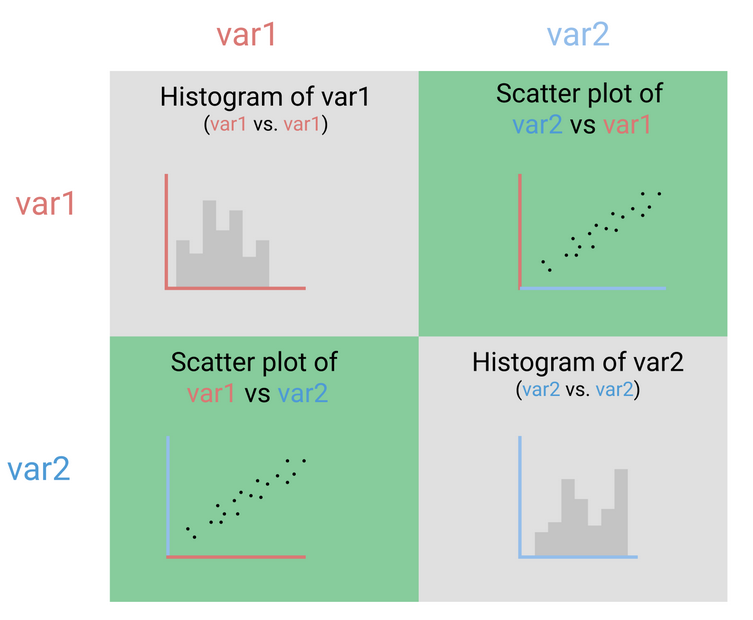 var1
var2
Histogram of var1
(var1 vs. var1)
Scatter plot of
var2 vs var1
var1
Scatter plot of
var1 vs var2
Histogram of var2
(var2 vs. var2)
var2